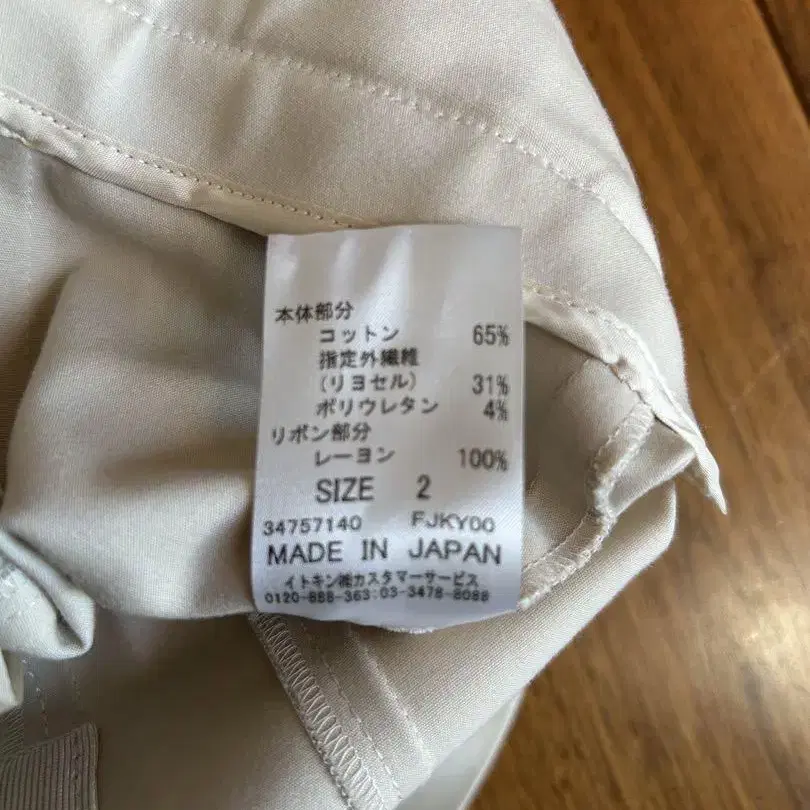 本体部分
コットン 65%
指定外繊維
(リヨセル) 31%
ポリウレタン 4%
リボン部分
レーヨン 100%
SIZE 2
34757140 FJKY00
MADE IN JAPAN
イトキン㈱カスタマーサービス
0120-888-363:03-3478-8088